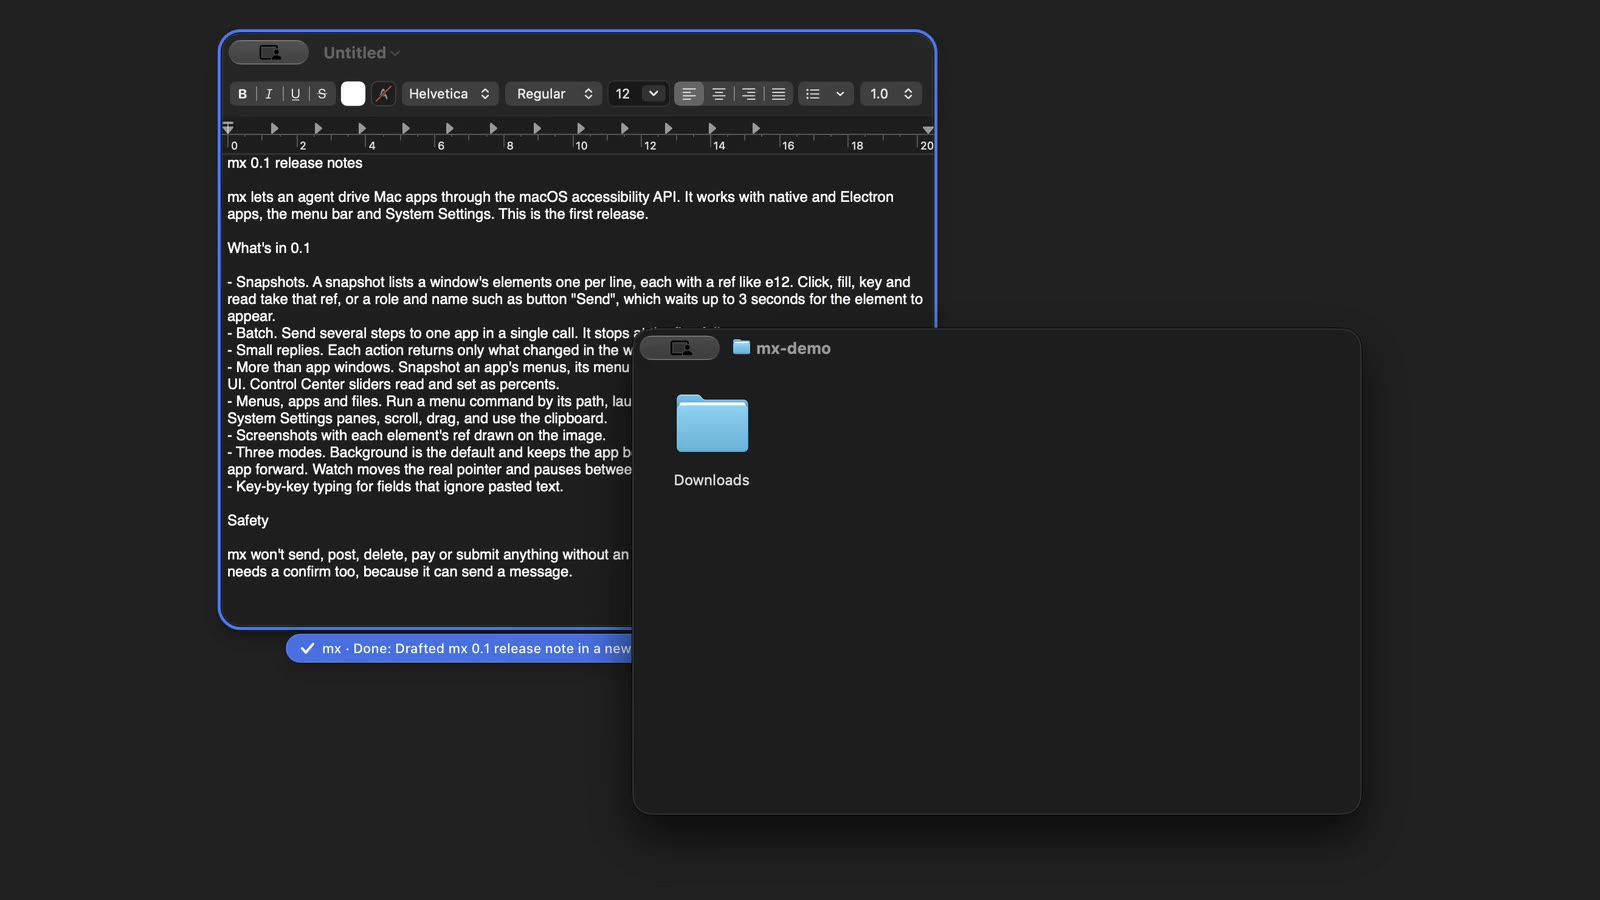 Untitled
B I U S Helvetica Regular 12 1.0
0 2 4 6 8 10 12 14 16 18 20
mx 0.1 release notes
mx lets an agent drive Mac apps through the macOS accessibility API. It works with native and Electron
apps, the menu bar and System Settings. This is the first release.
What's in 0.1
- Snapshots. A snapshot lists a window's elements one per line, each with a ref like e12. Click, fill, key and
read take that ref, or a role and name such as button "Send", which waits up to 3 seconds for the element to
appear.
- Batch. Send several steps to one app in a single call. It stops
- Small replies. Each action returns only what changed in the
- More than app windows. Snapshot an app's menus, its menu
UI. Control Center sliders read and set as percents.
- Menus, apps and files. Run a menu command by its path,
System Settings panes, scroll, drag, and use the clipboard.
- Screenshots with each element's ref drawn on the image.
- Three modes. Background is the default and keeps the app
app forward. Watch moves the real pointer and pauses
- Key-by-key typing for fields that ignore pasted text.
Safety
mx won't send, post, delete, pay or submit anything without an
needs a confirm too, because it can send a message.
mx · Done: Drafted mx 0.1 release note in a new
mx-demo
Downloads